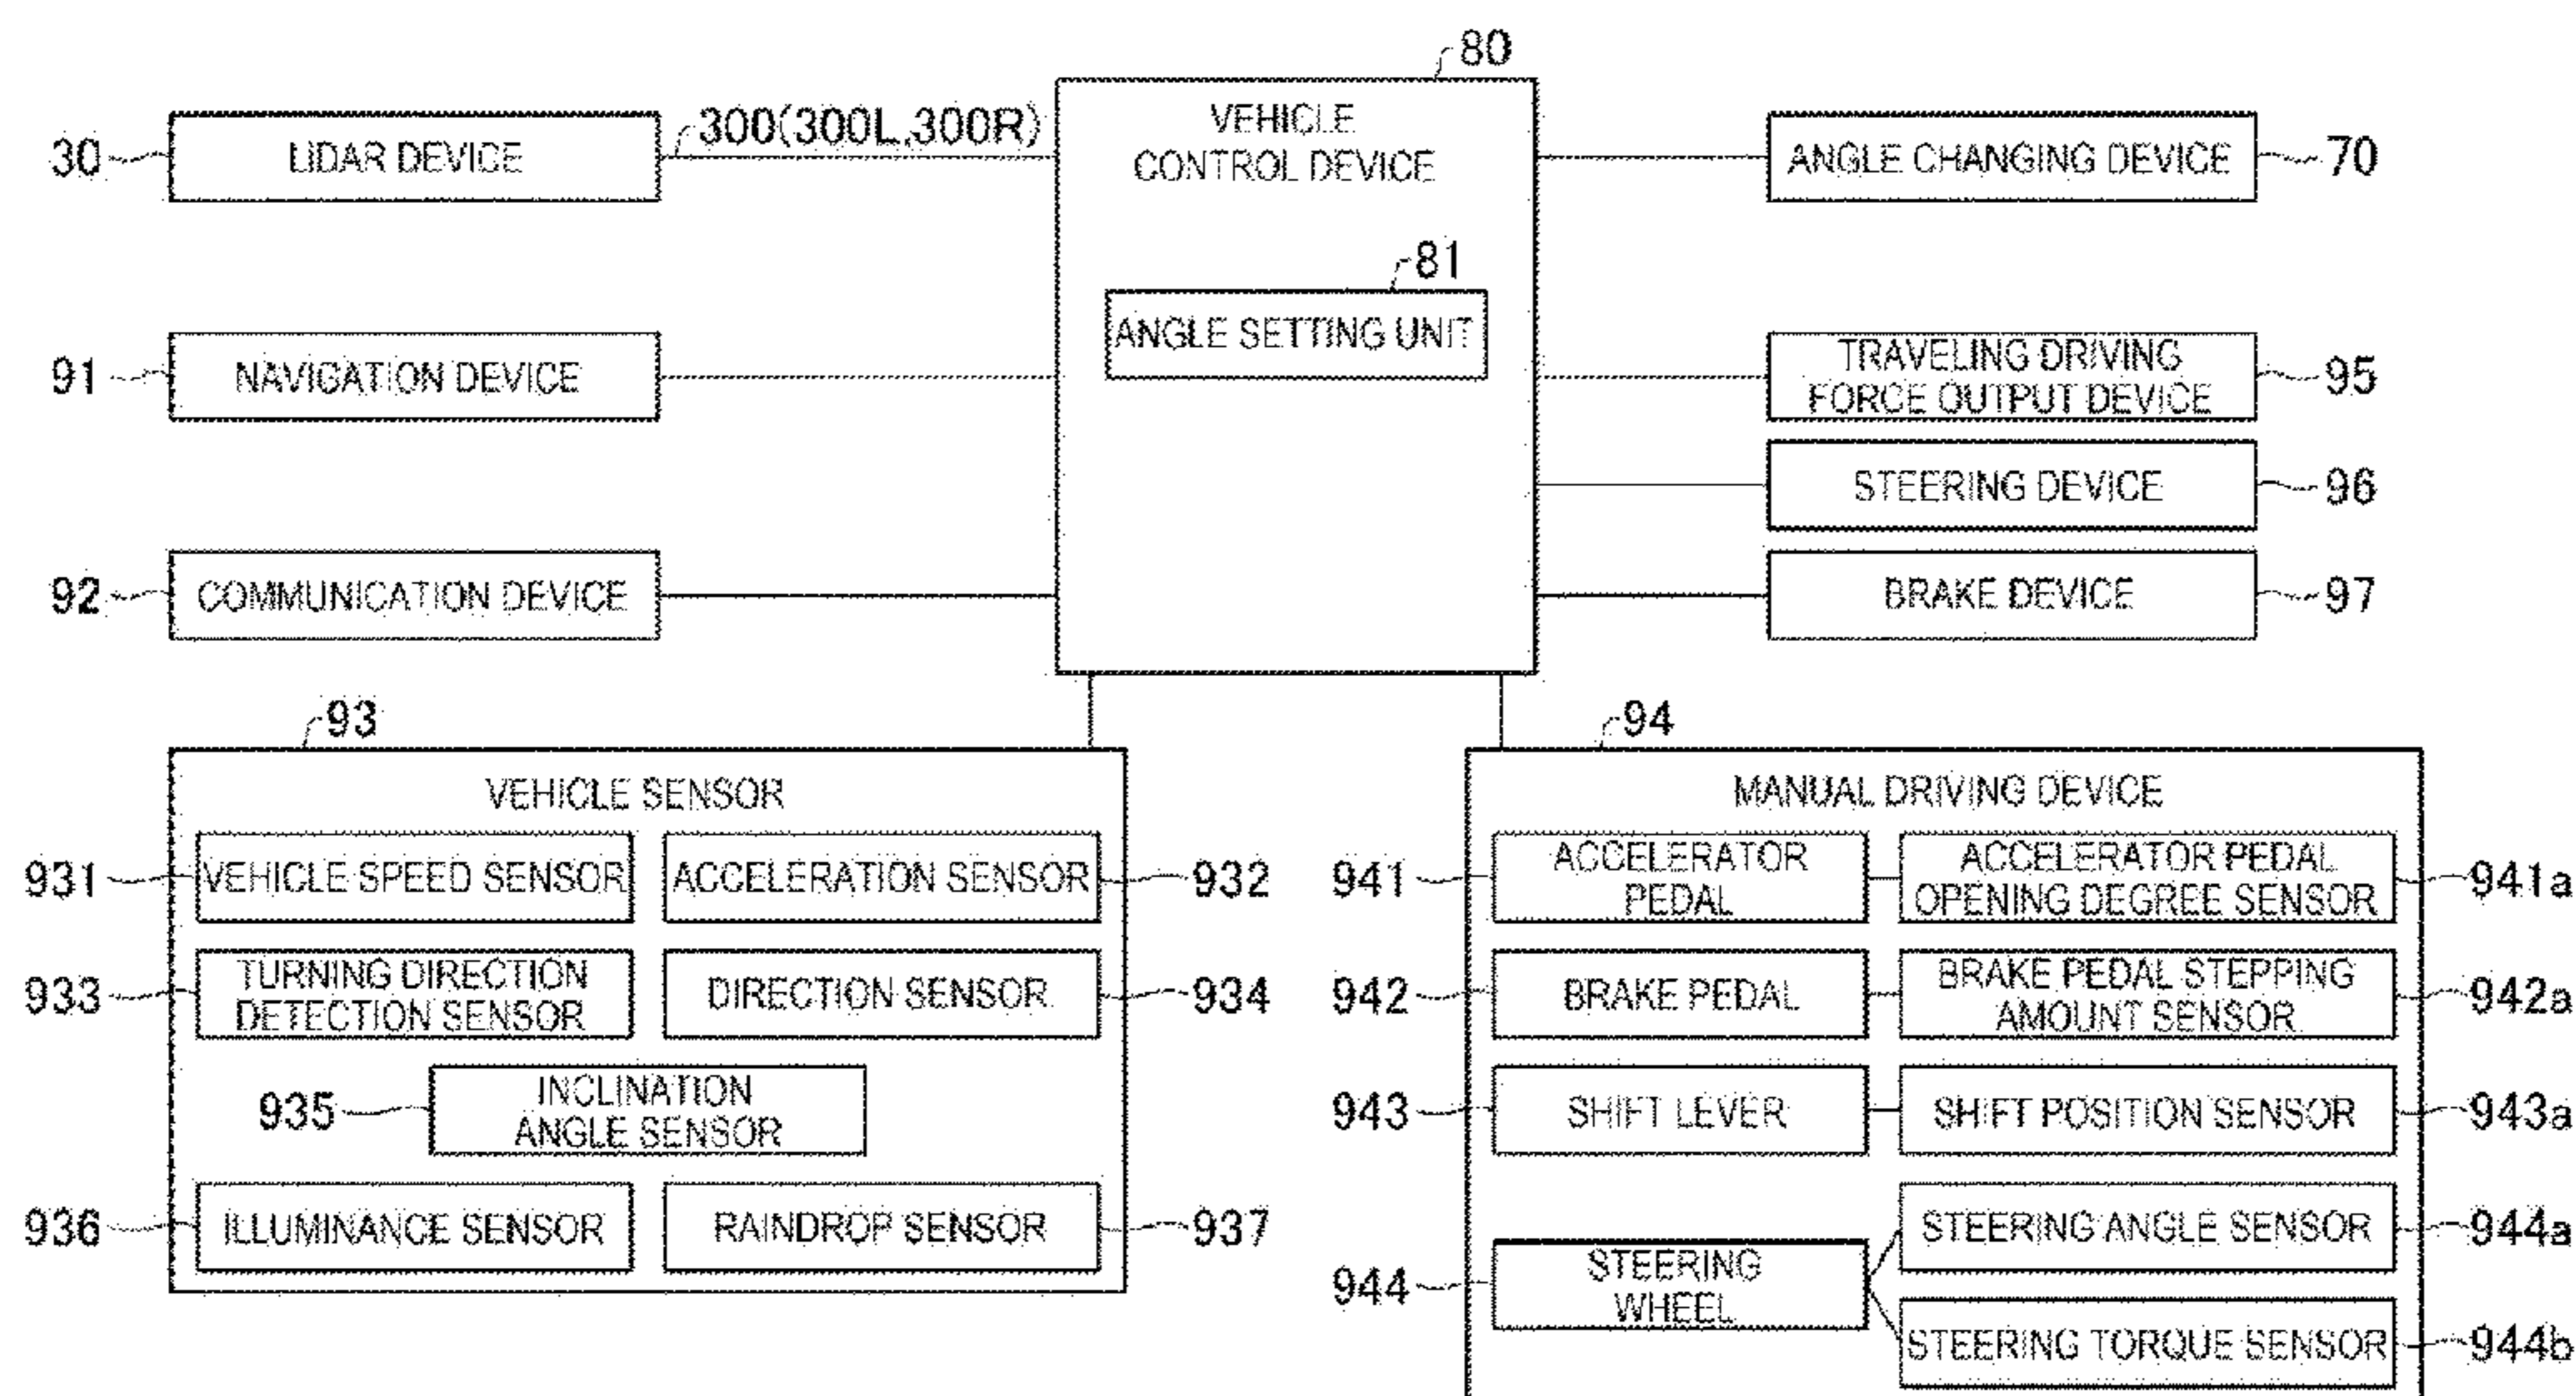 80
30
LIDAR DEVICE
300(300L,300R)
VEHICLE
CONTROL DEVICE
ANGLE CHANGING DEVICE
70
81
ANGLE SETTING UNIT
91
NAVIGATION DEVICE
TRAVELING DRIVING
FORCE OUTPUT DEVICE
95
STEERING DEVICE
96
92
COMMUNICATION DEVICE
BRAKE DEVICE
97
93
VEHICLE SENSOR
931
VEHICLE SPEED SENSOR
ACCELERATION SENSOR
932
933
TURNING DIRECTION
DETECTION SENSOR
DIRECTION SENSOR
934
935
INCLINATION
ANGLE SENSOR
936
ILLUMINANCE SENSOR
RAINDROP SENSOR
937
94
MANUAL DRIVING DEVICE
941
ACCELERATOR
PEDAL
ACCELERATOR PEDAL
OPENING DEGREE SENSOR
941a
942
BRAKE PEDAL
BRAKE PEDAL STEPPING
AMOUNT SENSOR
942a
943
SHIFT LEVER
SHIFT POSITION SENSOR
943a
944
STEERING
WHEEL
STEERING ANGLE SENSOR
944a
STEERING TORQUE SENSOR
944b